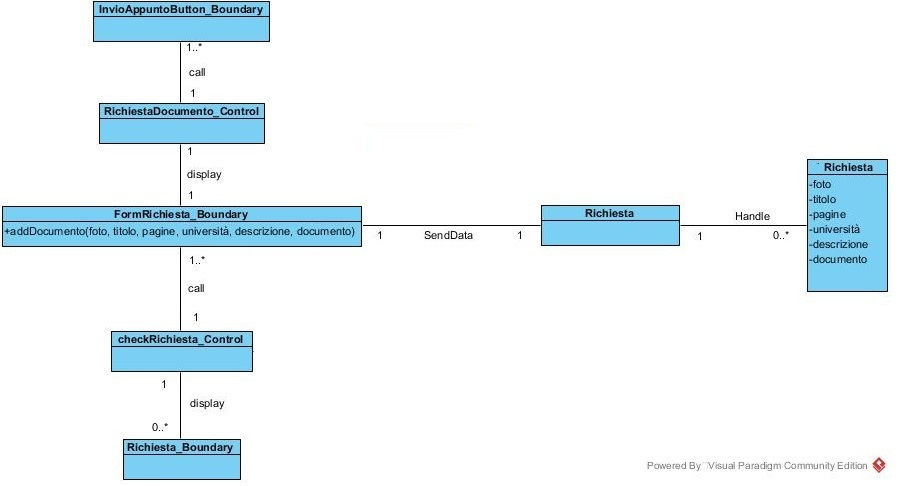 InvioAppuntoButton_Boundary
1..*
call
1
RichiestaDocumento_Control
1
display
1
FormRichiesta_Boundary
+addDocumento(foto, titolo, pagine, università, descrizione, documento)
1
SendData
1
Richiesta
1
Handle
0..*
Richiesta
-foto
-titolo
-pagine
-università
-descrizione
-documento
1..*
call
1
checkRichiesta_Control
1
display
0..*
Richiesta_Boundary
Powered By Visual Paradigm Community Edition